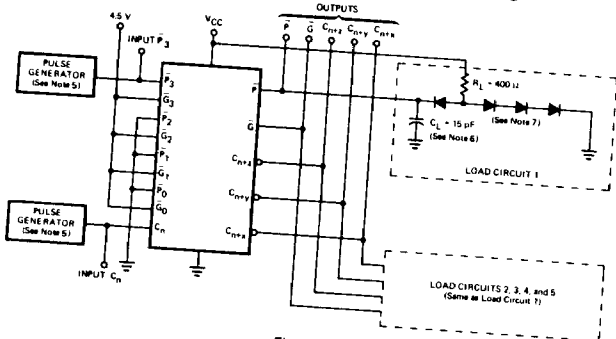 OUTPUTS
VCC
P̄ Ḡ Cn+z Cn+y Cn+x
4.5 V
INPUT P̄3
PULSE
GENERATOR
(See Note 5)
P̄3
Ḡ3
P̄2
Ḡ2
P̄1
Ḡ1
P̄0
Ḡ0
Cn
P̄
Ḡ
Cn+z
Cn+y
Cn+x
RL = 400 Ω
CL = 15 pF
(See Note 6)
(See Note 7)
LOAD CIRCUIT 1
PULSE
GENERATOR
(See Note 5)
INPUT Cn
LOAD CIRCUITS 2, 3, 4, and 5
(Same as Load Circuit 1)